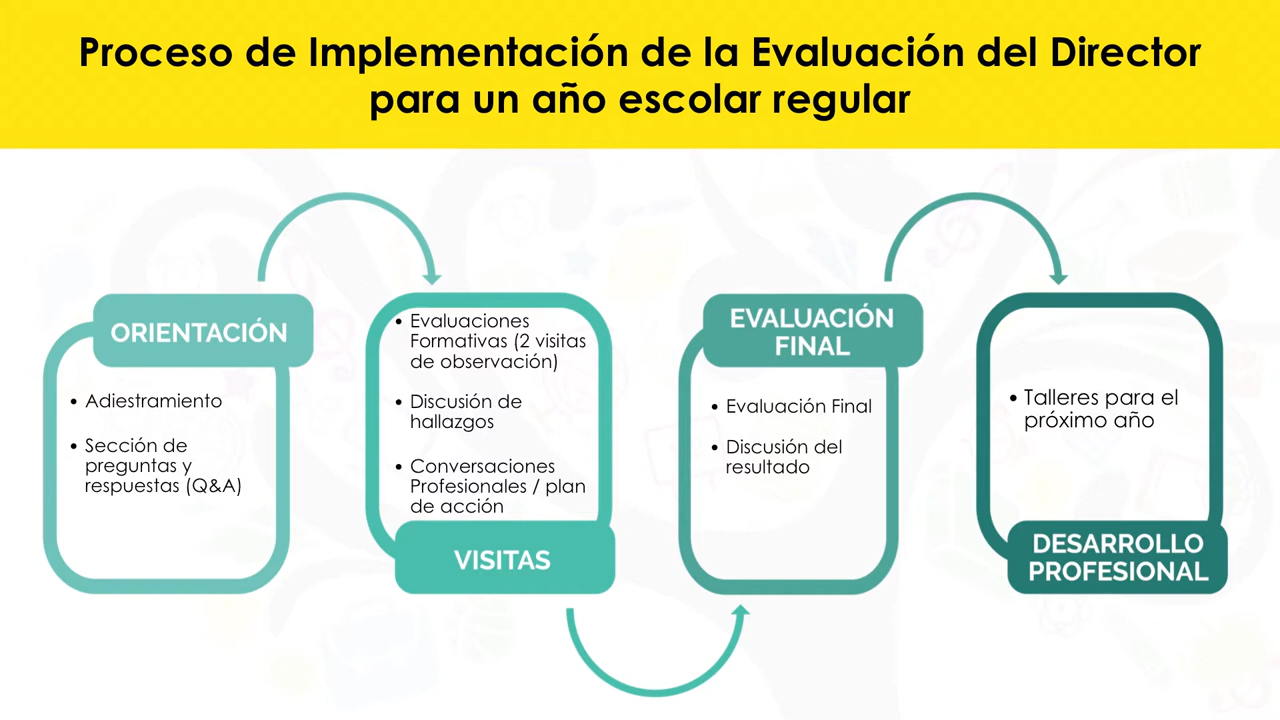 Proceso de Implementación de la Evaluación del Director
para un año escolar regular
ORIENTACIÓN
• Adiestramiento
• Sección de
preguntas y
respuestas (Q&A)
• Evaluaciones
Formativas (2 visitas
de observación)
• Discusión de
hallazgos
• Conversaciones
Profesionales / plan
de acción
VISITAS
EVALUACIÓN
FINAL
• Evaluación Final
• Discusión del
resultado
• Talleres para el
próximo año
DESARROLLO
PROFESIONAL